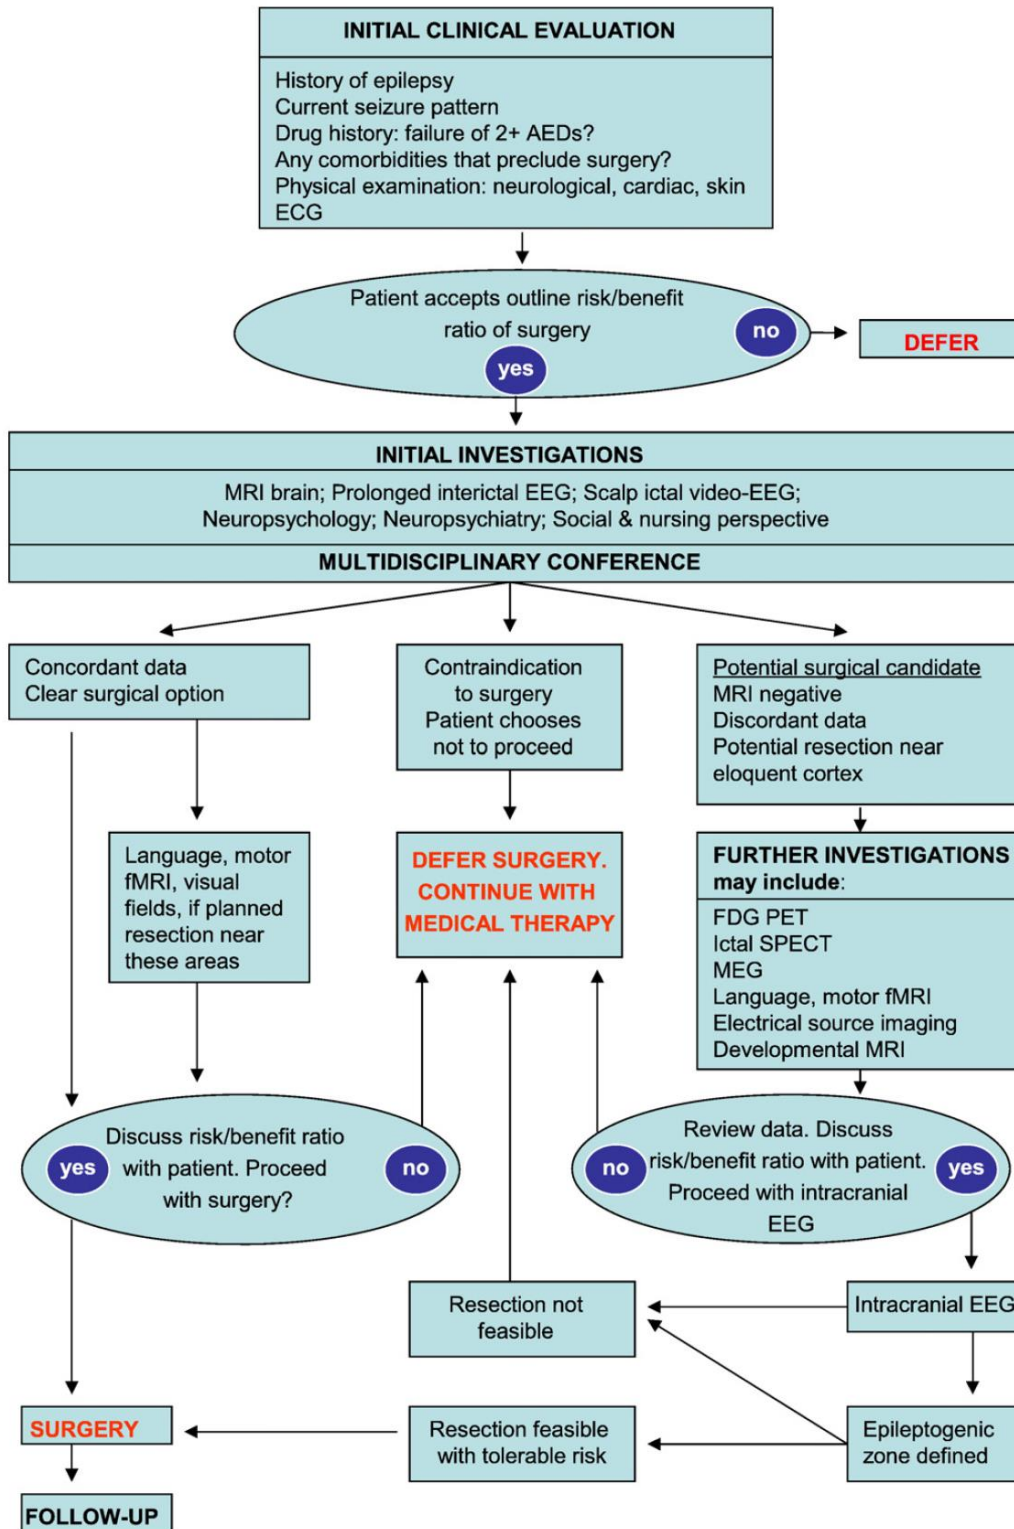 INITIAL CLINICAL EVALUATION
History of epilepsy
Current seizure pattern
Drug history: failure of 2+ AEDs?
Any comorbidities that preclude surgery?
Physical examination: neurological, cardiac, skin
ECG
Patient accepts outline risk/benefit
ratio of surgery
no
yes
DEFER
INITIAL INVESTIGATIONS
MRI brain; Prolonged interictal EEG; Scalp ictal video-EEG;
Neuropsychology; Neuropsychiatry; Social & nursing perspective
MULTIDISCIPLINARY CONFERENCE
Concordant data
Clear surgical option
Contraindication
to surgery
Patient chooses
not to proceed
Potential surgical candidate
MRI negative
Discordant data
Potential resection near
eloquent cortex
Language, motor
fMRI, visual
fields, if planned
resection near
these areas
DEFER SURGERY.
CONTINUE WITH
MEDICAL THERAPY
FURTHER INVESTIGATIONS
may include:
FDG PET
Ictal SPECT
MEG
Language, motor fMRI
Electrical source imaging
Developmental MRI
Discuss risk/benefit ratio
with patient. Proceed
with surgery?
yes
no
Review data. Discuss
risk/benefit ratio with patient.
Proceed with intracranial
EEG
no
yes
Resection not
feasible
Intracranial EEG
SURGERY
Resection feasible
with tolerable risk
Epileptogenic
zone defined
FOLLOW-UP